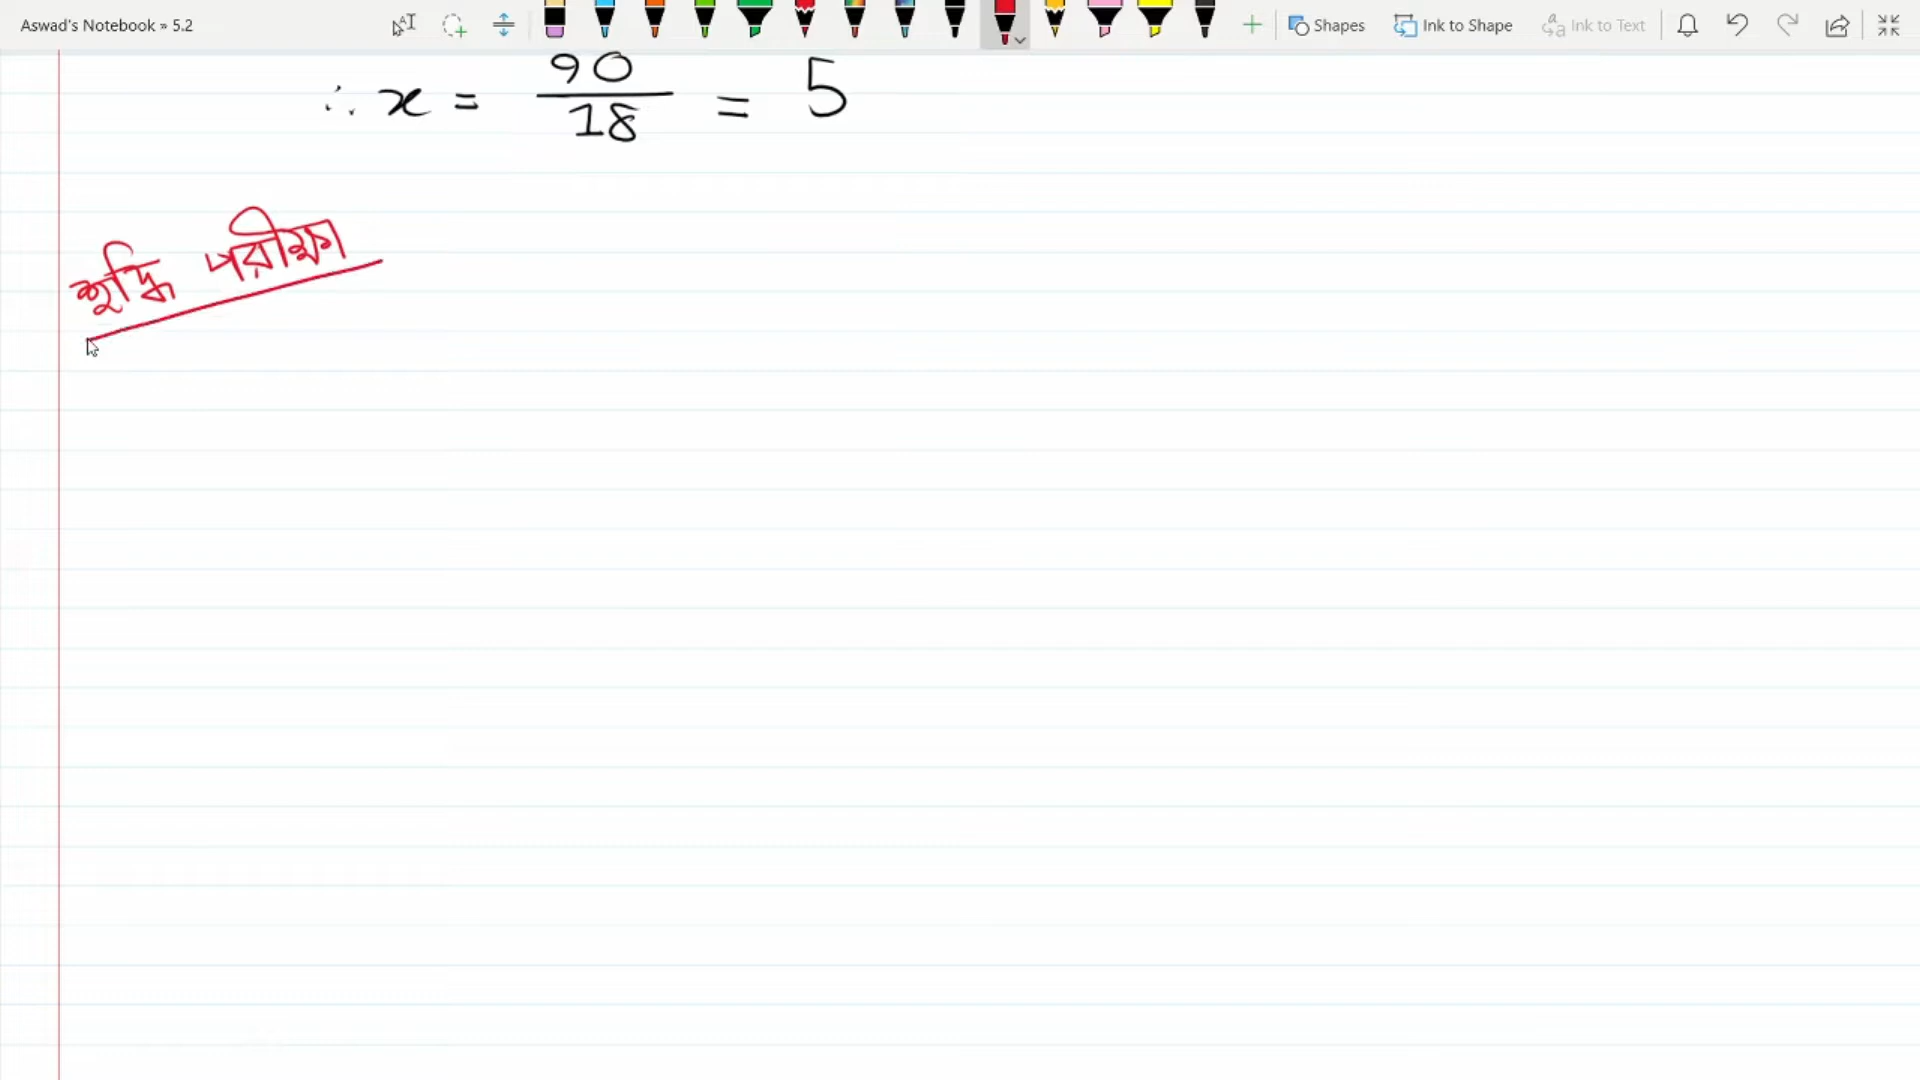 Aswad's Notebook » 5.2
Shapes
Ink to Shape
Ink to Text
∴ x = 90/18 = 5
শুদ্ধি পরীক্ষা